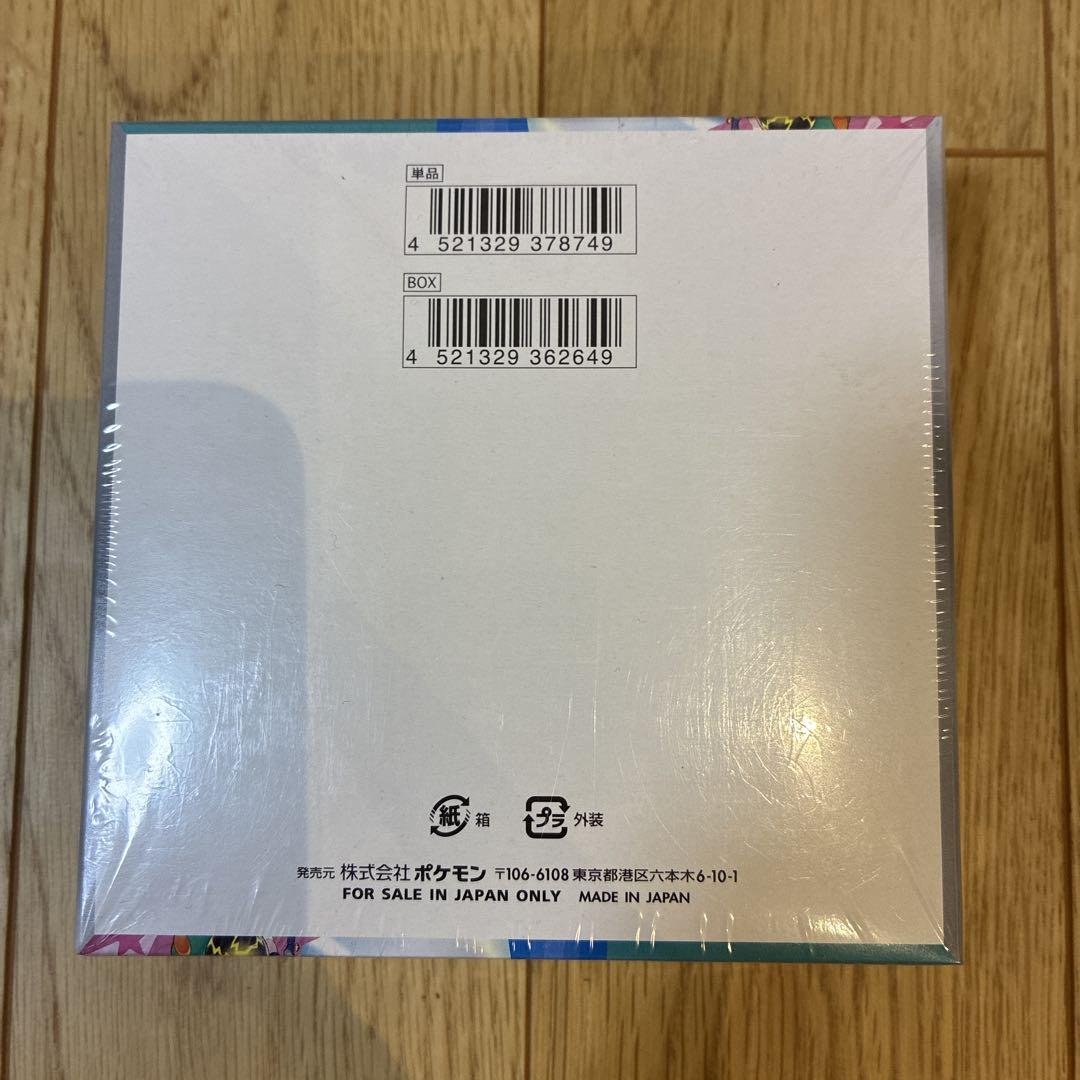 単品
4 521329 378749
BOX
4 521329 362649
紙 箱 プラ 外装
発売元 株式会社 ポケモン 〒106-6108 東京都港区六本木6-10-1
FOR SALE IN JAPAN ONLY MADE IN JAPAN